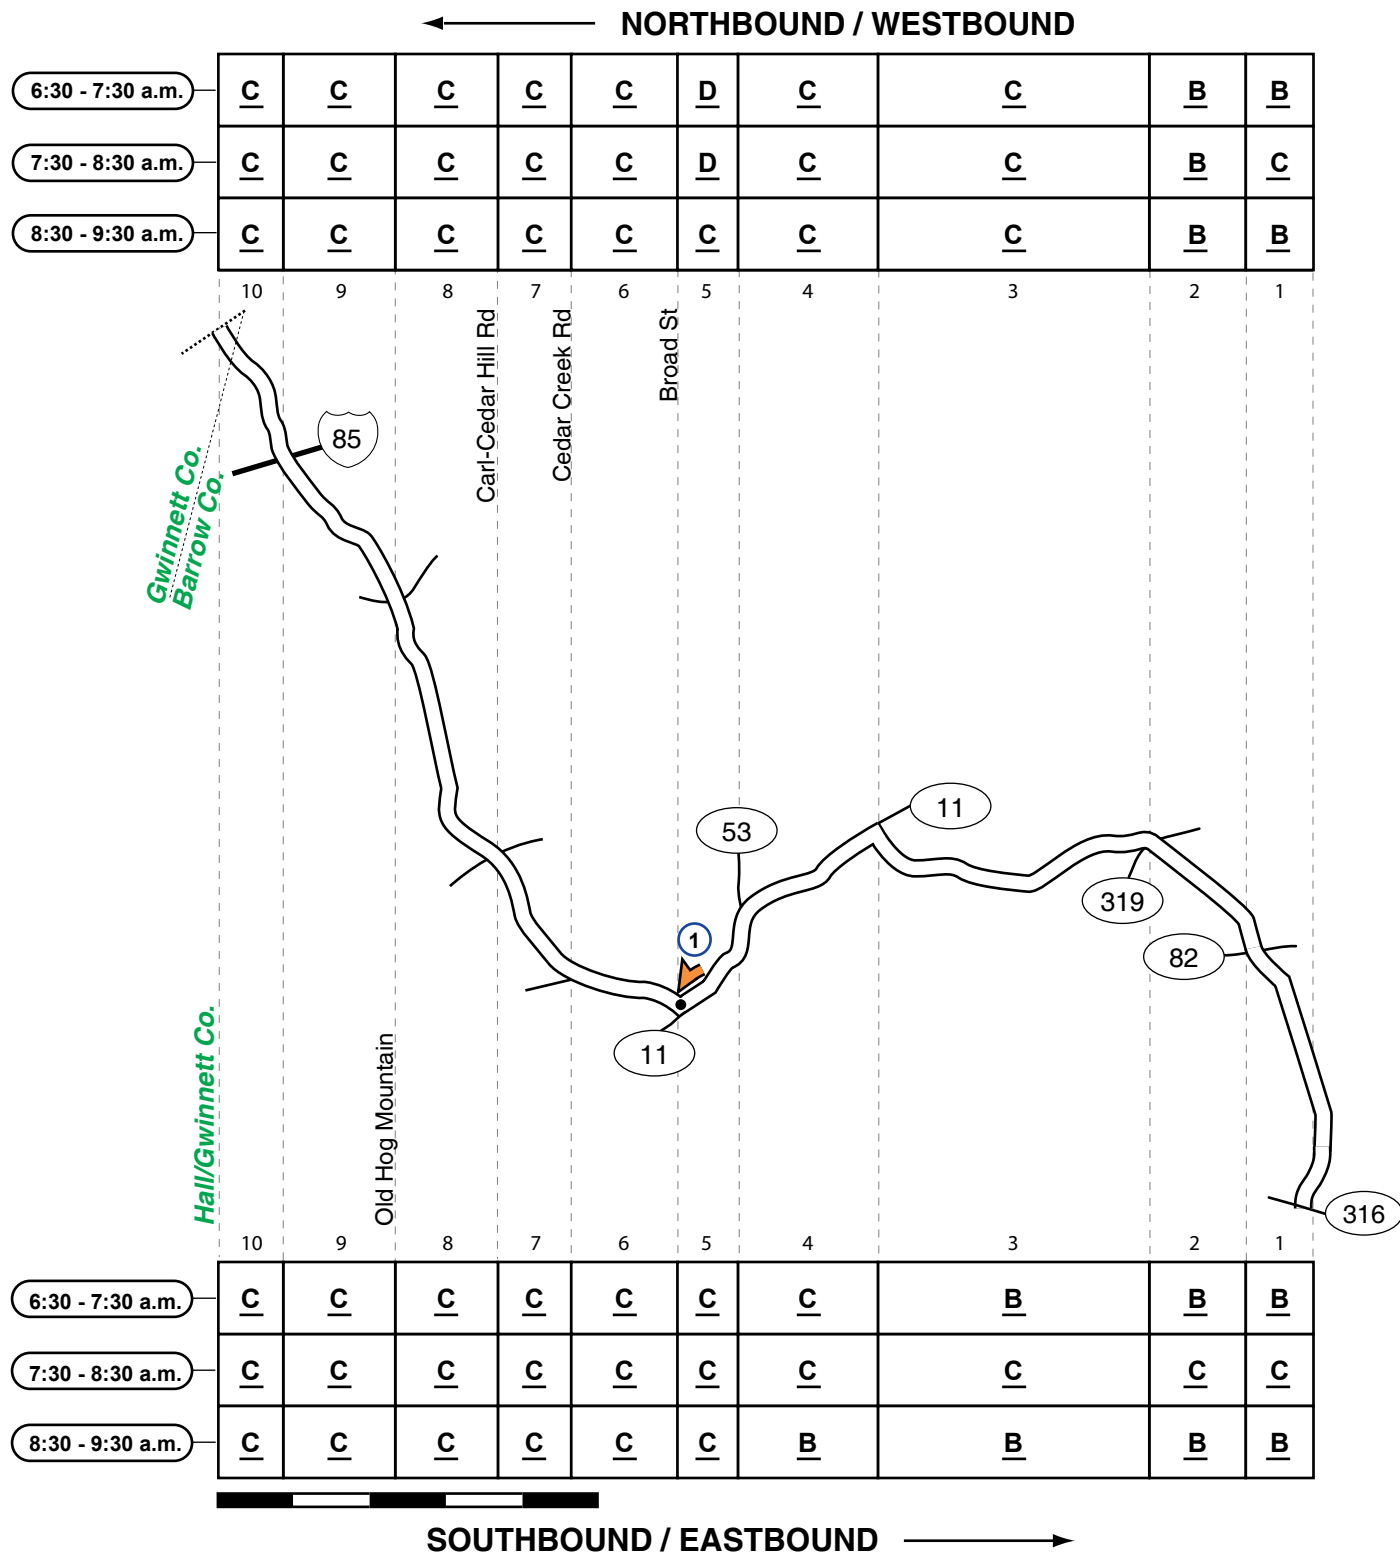 NORTHBOUND / WESTBOUND
6:30 - 7:30 a.m. C C C C C D C C B B
7:30 - 8:30 a.m. C C C C C D C C B C
8:30 - 9:30 a.m. C C C C C C C C B B
10 9 8 7 6 5 4 3 2 1
Carl-Cedar Hill Rd
Cedar Creek Rd
Broad St
85
Gwinnett Co.
Barrow Co.
11
53
319
1
82
11
Hall/Gwinnett Co.
Old Hog Mountain
316
10 9 8 7 6 5 4 3 2 1
6:30 - 7:30 a.m. C C C C C C C B B B
7:30 - 8:30 a.m. C C C C C C C C C C
8:30 - 9:30 a.m. C C C C C C B B B B
SOUTHBOUND / EASTBOUND